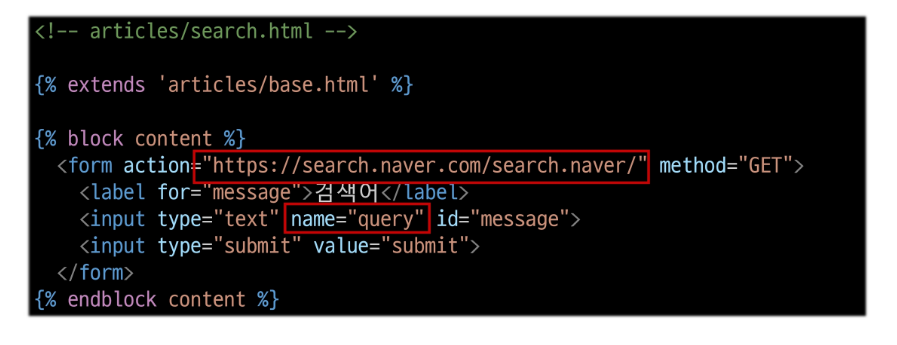 <!-- articles/search.html -->
{% extends 'articles/base.html' %}
{% block content %}
<form action="https://search.naver.com/search.naver/" method="GET">
<label for="message">검색어</label>
<input type="text" name="query" id="message">
<input type="submit" value="submit">
</form>
{% endblock content %}